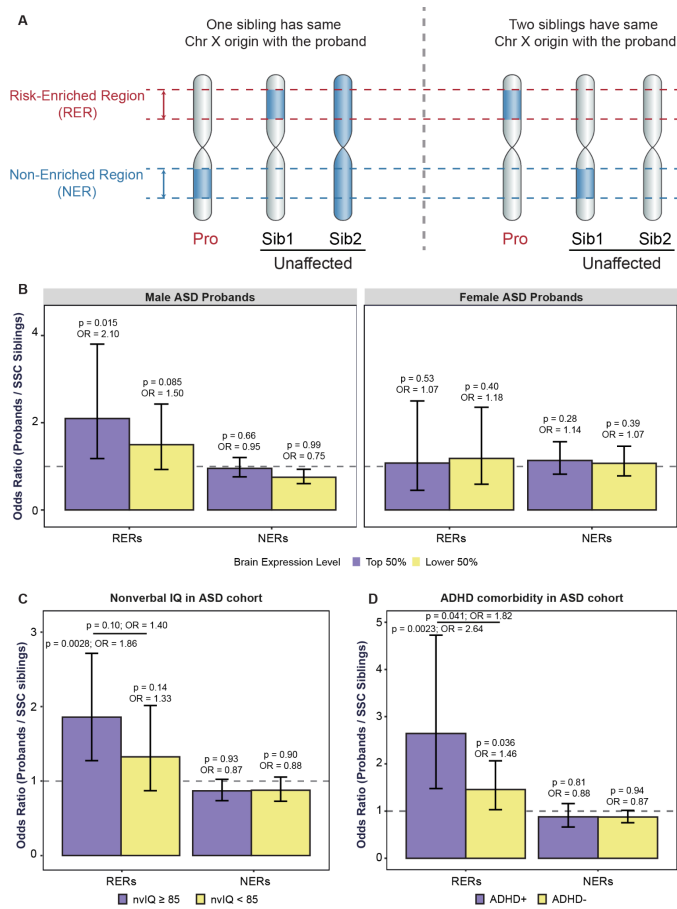 A
One sibling has same
Chr X origin with the proband
Two siblings have same
Chr X origin with the proband
Risk-Enriched Region
(RER)
Non-Enriched Region
(NER)
Pro Sib1 Sib2
Unaffected
Pro Sib1 Sib2
Unaffected
B
Male ASD Probands
Female ASD Probands
Odds Ratio (Probands / SSC Siblings)
4
2
0
p = 0.015
OR = 2.10
p = 0.085
OR = 1.50
p = 0.66
OR = 0.95
p = 0.99
OR = 0.75
p = 0.53
OR = 1.07
p = 0.40
OR = 1.18
p = 0.28
OR = 1.14
p = 0.39
OR = 1.07
RERs NERs
RERs NERs
Brain Expression Level Top 50% Lower 50%
C
Nonverbal IQ in ASD cohort
Odds Ratio (Probands / SSC siblings)
3
2
1
0
p = 0.10; OR = 1.40
p = 0.0028; OR = 1.86
p = 0.14
OR = 1.33
p = 0.93
OR = 0.87
p = 0.90
OR = 0.88
RERs NERs
nvIQ ≥ 85 nvIQ < 85
D
ADHD comorbidity in ASD cohort
Odds Ratio (Probands / SSC siblings)
5
4
3
2
1
0
p = 0.041; OR = 1.82
p = 0.0023; OR = 2.64
p = 0.036
OR = 1.46
p = 0.81
OR = 0.88
p = 0.94
OR = 0.87
RERs NERs
ADHD+ ADHD-